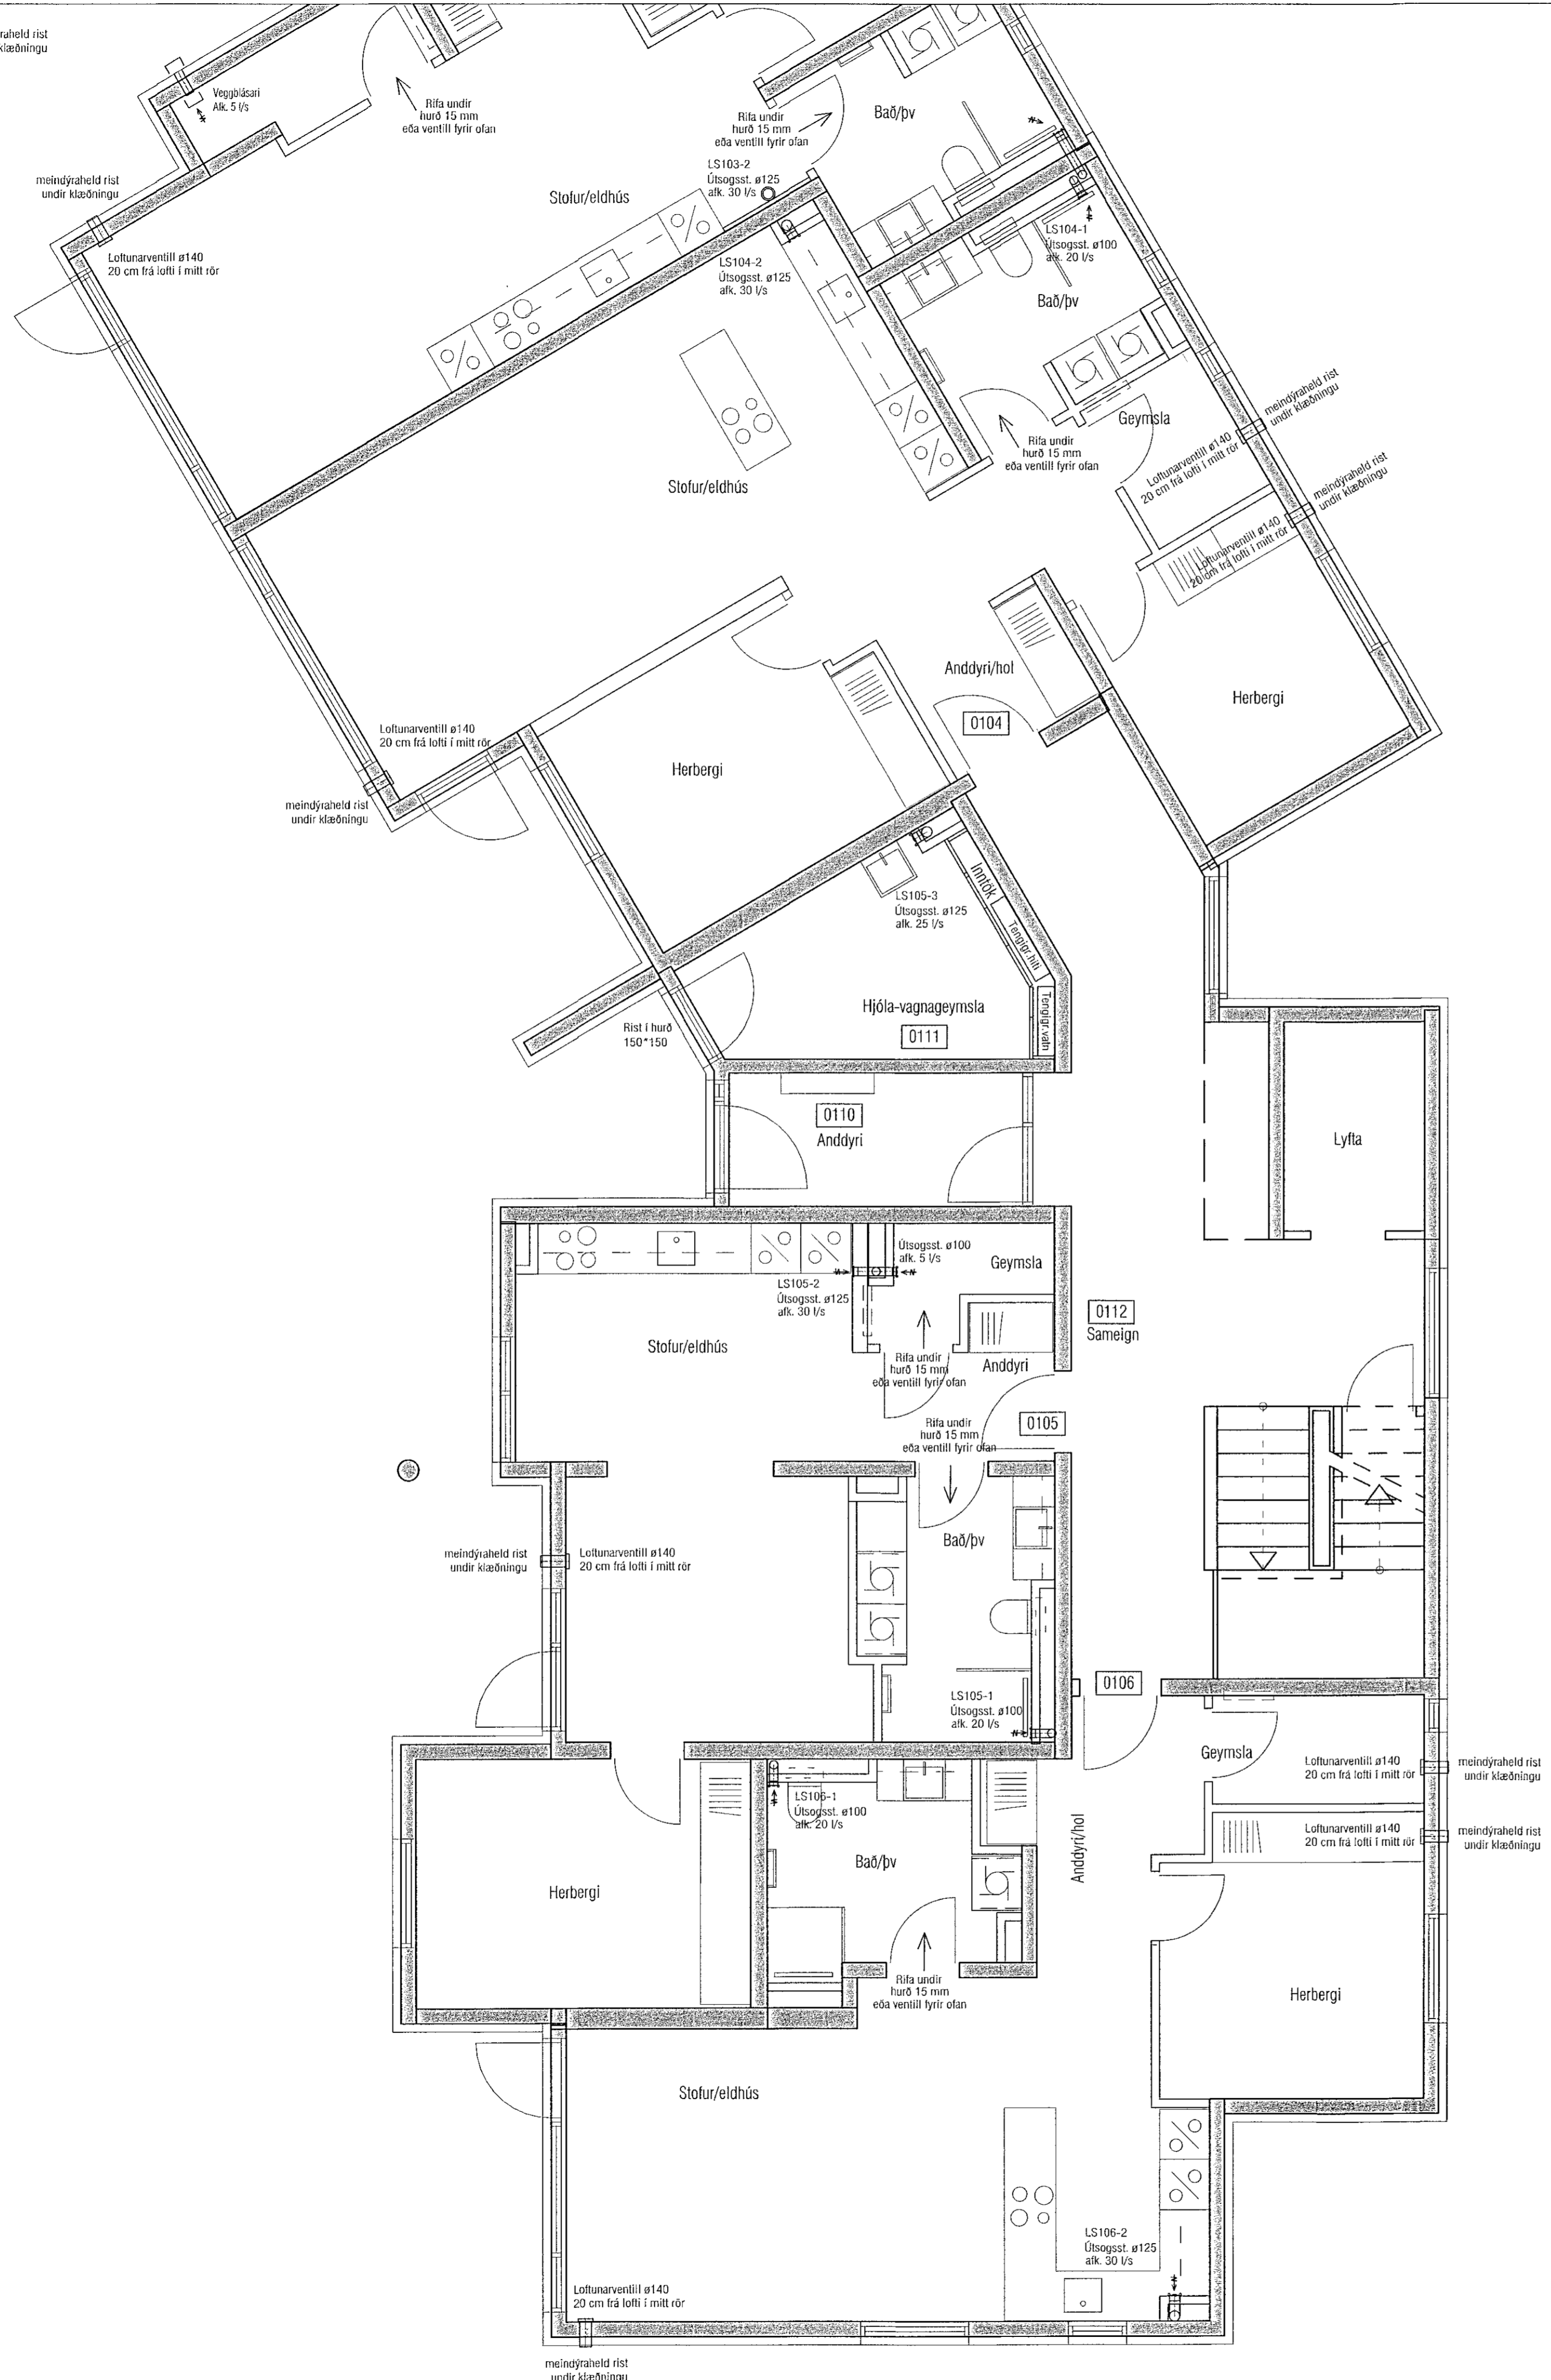 raheld rist
klæðningu
Veggblásari
Afk. 5 l/s
Rifa undir
hurð 15 mm
eða ventill fyrir ofan
Rifa undir
hurð 15 mm
eða ventill fyrir ofan
Bað/þv
meindýraheld rist
undir klæðningu
Stofur/eldhús
LS103-2
Útsogsst. ø125
afk. 30 l/s
Loftunarventill ø140
20 cm frá lofti í mitt rör
LS104-2
Útsogsst. ø125
afk. 30 l/s
LS104-1
Útsogsst. ø100
afk. 20 l/s
Bað/þv
meindýraheld rist
undir klæðningu
Geymsla
Rifa undir
hurð 15 mm
eða ventill fyrir ofan
Loftunarventill ø140
20 cm frá lofti í mitt rör
meindýraheld rist
undir klæðningu
Stofur/eldhús
Loftunarventill ø140
20 cm frá lofti í mitt rör
Anddyri/hol
0104
Herbergi
Loftunarventill ø140
20 cm frá lofti í mitt rör
Herbergi
meindýraheld rist
undir klæðningu
Inntök
LS105-3
Útsogsst. ø125
afk. 25 l/s
Tengigr.hiti
Tengigr.vatn
Hjóla-vagnageymsla
0111
Rist í hurð
150*150
0110
Anddyri
Lyfta
Útsogsst. ø100
afk. 5 l/s
Geymsla
LS105-2
Útsogsst. ø125
afk. 30 l/s
0112
Sameign
Stofur/eldhús
Rifa undir
hurð 15 mm
eða ventill fyrir ofan
Anddyri
0105
Rifa undir
hurð 15 mm
eða ventill fyrir ofan
Bað/þv
meindýraheld rist
undir klæðningu
Loftunarventill ø140
20 cm frá lofti í mitt rör
0106
LS105-1
Útsogsst. ø100
afk. 20 l/s
Geymsla
Loftunarventill ø140
20 cm frá lofti í mitt rör
meindýraheld rist
undir klæðningu
LS106-1
Útsogsst. ø100
afk. 20 l/s
Anddyri/hol
Loftunarventill ø140
20 cm frá lofti í mitt rör
meindýraheld rist
undir klæðningu
Bað/þv
Herbergi
Rifa undir
hurð 15 mm
eða ventill fyrir ofan
Herbergi
Stofur/eldhús
LS106-2
Útsogsst. ø125
afk. 30 l/s
Loftunarventill ø140
20 cm frá lofti í mitt rör
meindýraheld rist
undir klæðningu